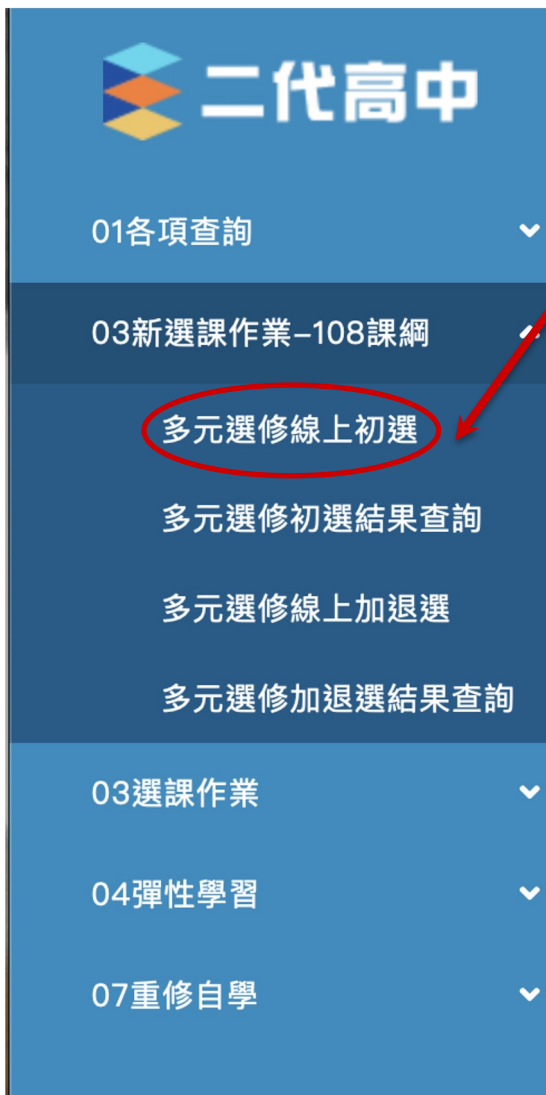 二代高中
01各項查詢
03新選課作業-108課綱
多元選修線上初選
多元選修初選結果查詢
多元選修線上加退選
多元選修加退選結果查詢
03選課作業
04彈性學習
07重修自學